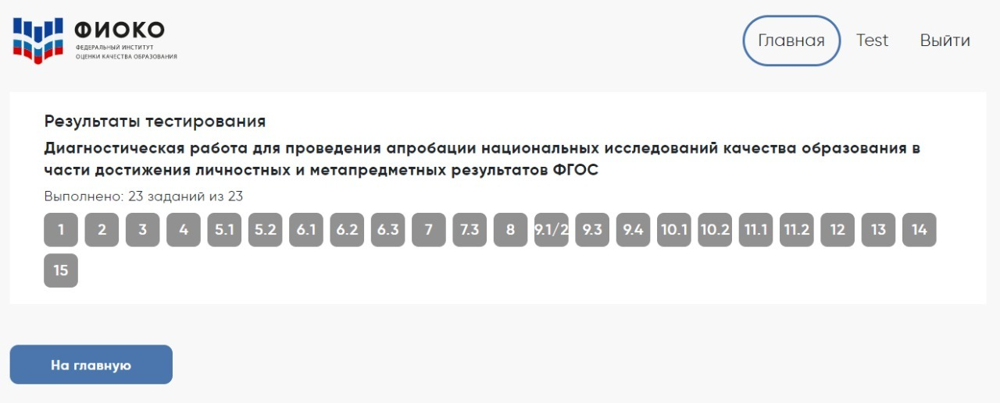 ФИОКО
ФЕДЕРАЛЬНЫЙ ИНСТИТУТ
ОЦЕНКИ КАЧЕСТВА ОБРАЗОВАНИЯ
Главная Test Выйти
Результаты тестирования
Диагностическая работа для проведения апробации национальных исследований качества образования в
части достижения личностных и метапредметных результатов ФГОС
Выполнено: 23 заданий из 23
1 2 3 4 5.1 5.2 6.1 6.2 6.3 7 7.3 8 9.1/2 9.3 9.4 10.1 10.2 11.1 11.2 12 13 14
15
На главную